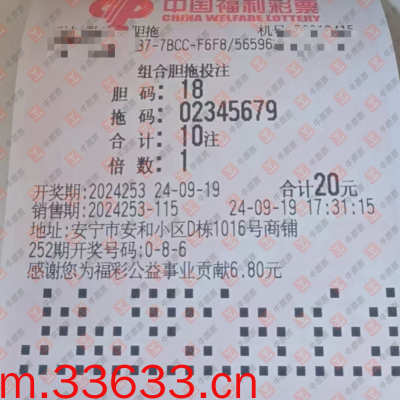 中国福利彩票
CHINA WELFARE LOTTERY
胆拖
机号
37-7BCC-F6F8/56596
组合胆拖投注
胆 码: 18
拖 码: 02345679
合 计: 10注
倍 数: 1
开奖期:2024253 24-09-19 合计20元
销售期:2024253-115 24-09-19 17:31:15
地址:安宁市安和小区D栋1016号商铺
252期开奖号码:0-8-6
感谢您为福彩公益事业贡献6.80元
m.33633.cn